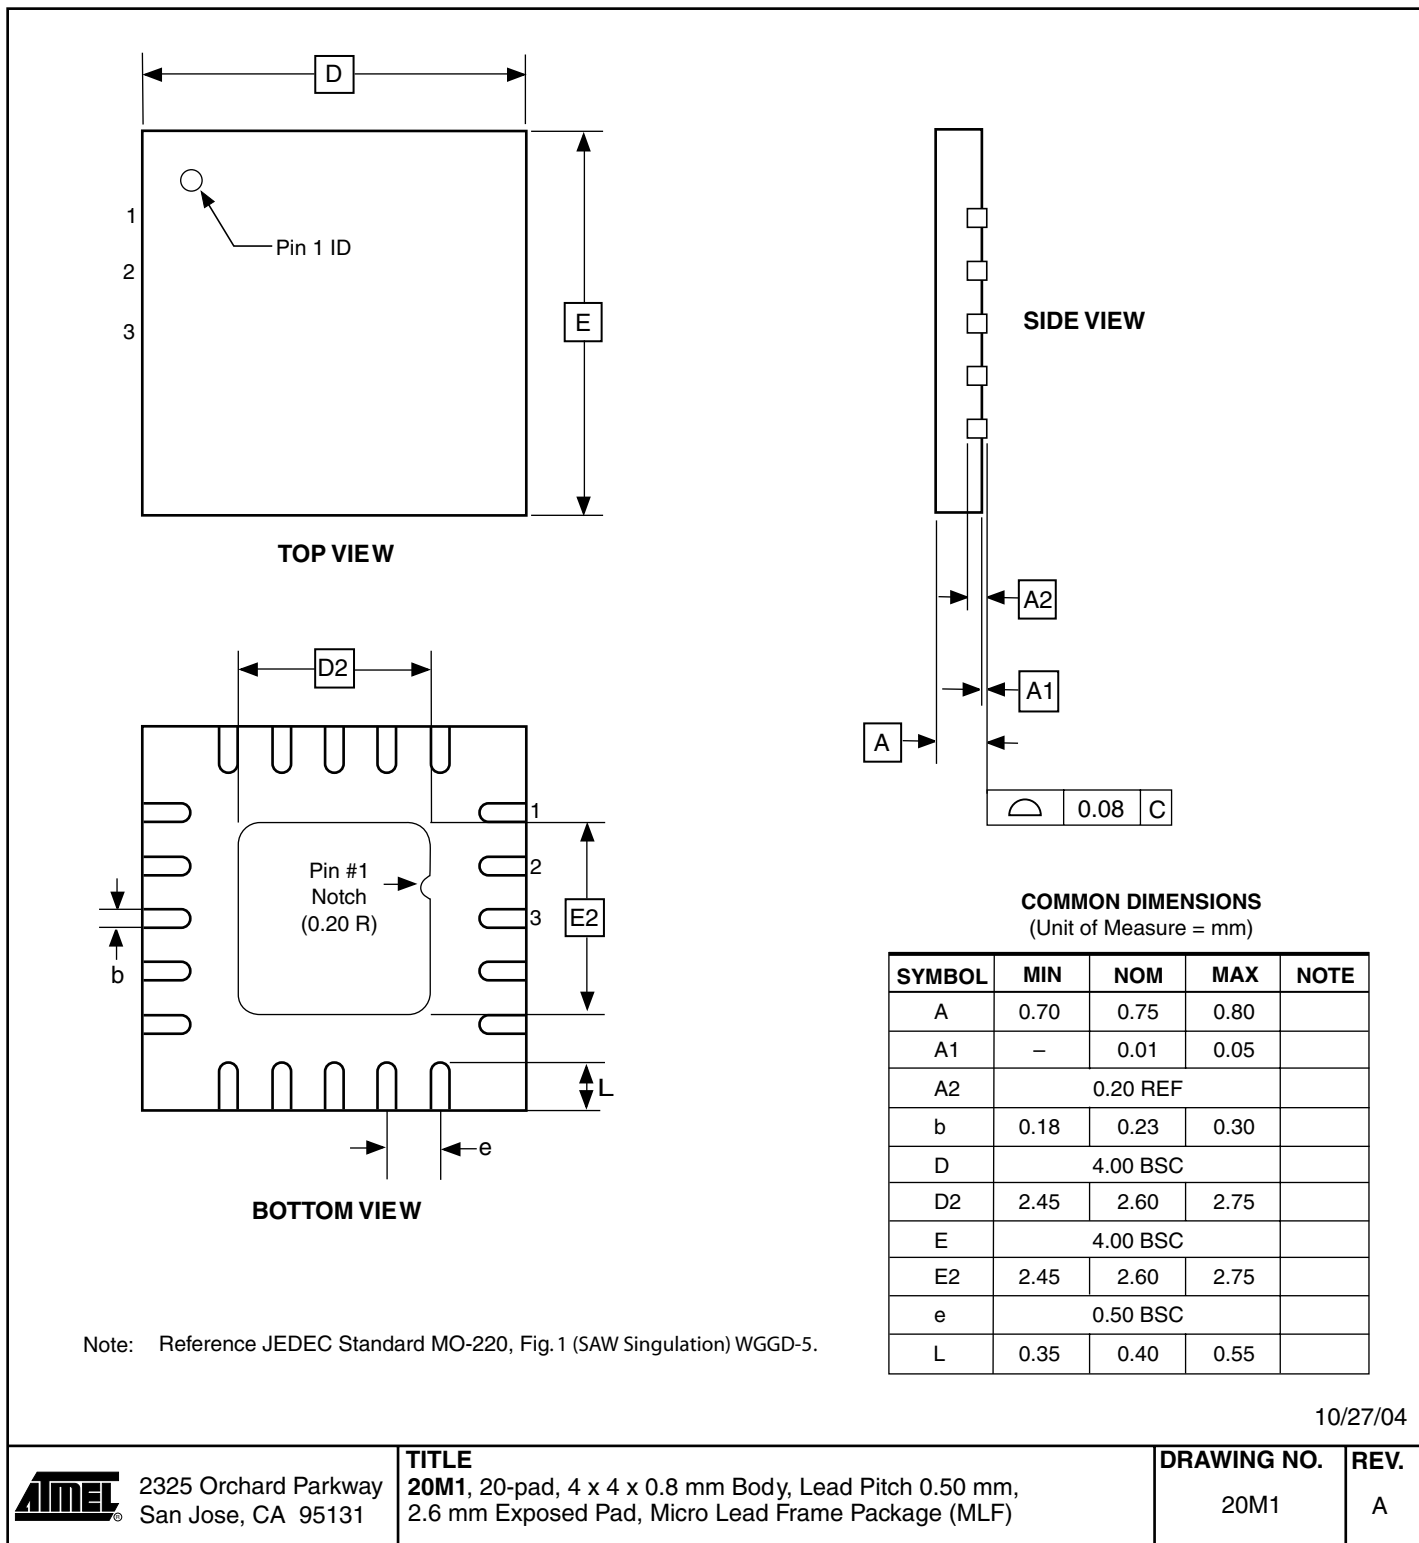 D
1
2
3
Pin 1 ID
E
TOP VIEW
SIDE VIEW
A2
A1
A
0.08 C
D2
1
2
3
Pin #1
Notch
(0.20 R)
E2
b
L
e
BOTTOM VIEW
COMMON DIMENSIONS
(Unit of Measure = mm)
SYMBOL MIN NOM MAX NOTE
A 0.70 0.75 0.80
A1 – 0.01 0.05
A2 0.20 REF
b 0.18 0.23 0.30
D 4.00 BSC
D2 2.45 2.60 2.75
E 4.00 BSC
E2 2.45 2.60 2.75
e 0.50 BSC
L 0.35 0.40 0.55
Note: Reference JEDEC Standard MO-220, Fig. 1 (SAW Singulation) WGGD-5.
10/27/04
ATMEL ®
2325 Orchard Parkway
San Jose, CA 95131
TITLE
20M1, 20-pad, 4 x 4 x 0.8 mm Body, Lead Pitch 0.50 mm,
2.6 mm Exposed Pad, Micro Lead Frame Package (MLF)
DRAWING NO.
20M1
REV.
A